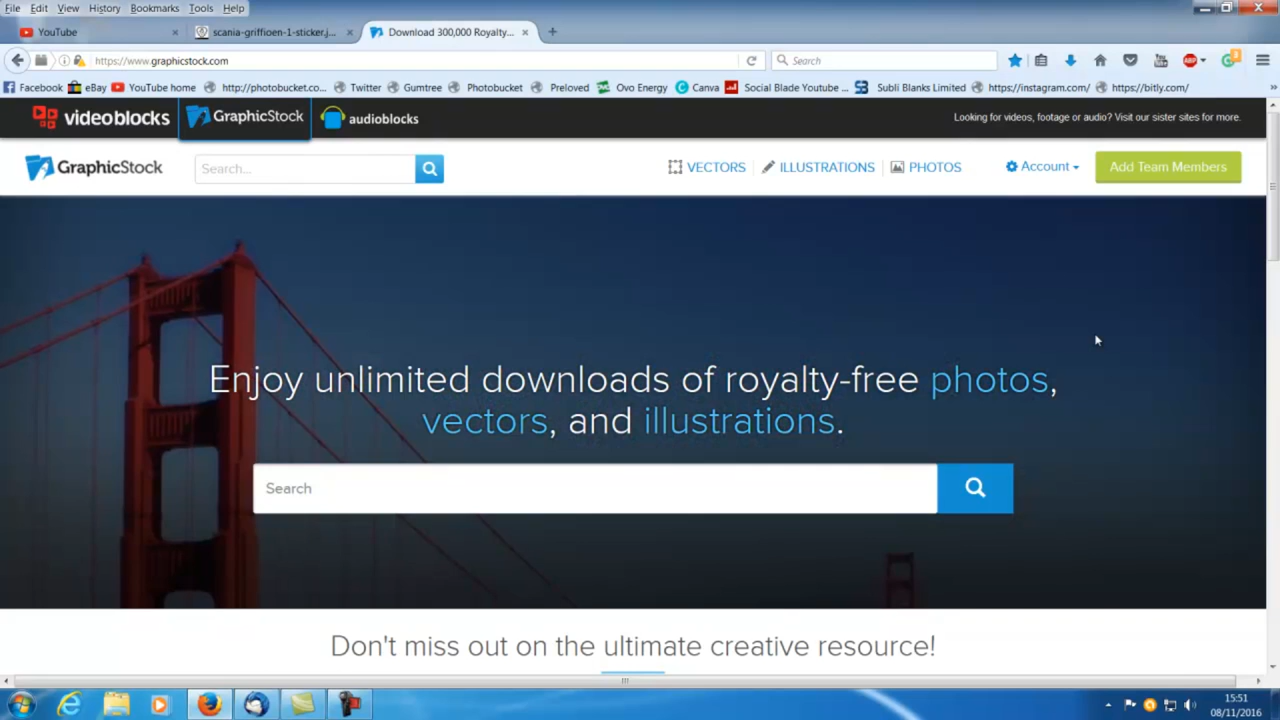 File Edit View History Bookmarks Tools Help
YouTube
scania-griffioen-1-sticker.j...
Download 300,000 Royalty...
https://www.graphicstock.com
Search
Facebook eBay YouTube home http://photobucket.co... Twitter Gumtree Photobucket Preloved Ovo Energy Canva Social Blade Youtube ... Subli Blanks Limited https://instagram.com/ https://bitly.com/
videoblocks GraphicStock audioblocks
Looking for videos, footage or audio? Visit our sister sites for more.
GraphicStock Search... VECTORS ILLUSTRATIONS PHOTOS Account Add Team Members
Enjoy unlimited downloads of royalty-free photos,
vectors, and illustrations.
Search
Don't miss out on the ultimate creative resource!
15:51
08/11/2016